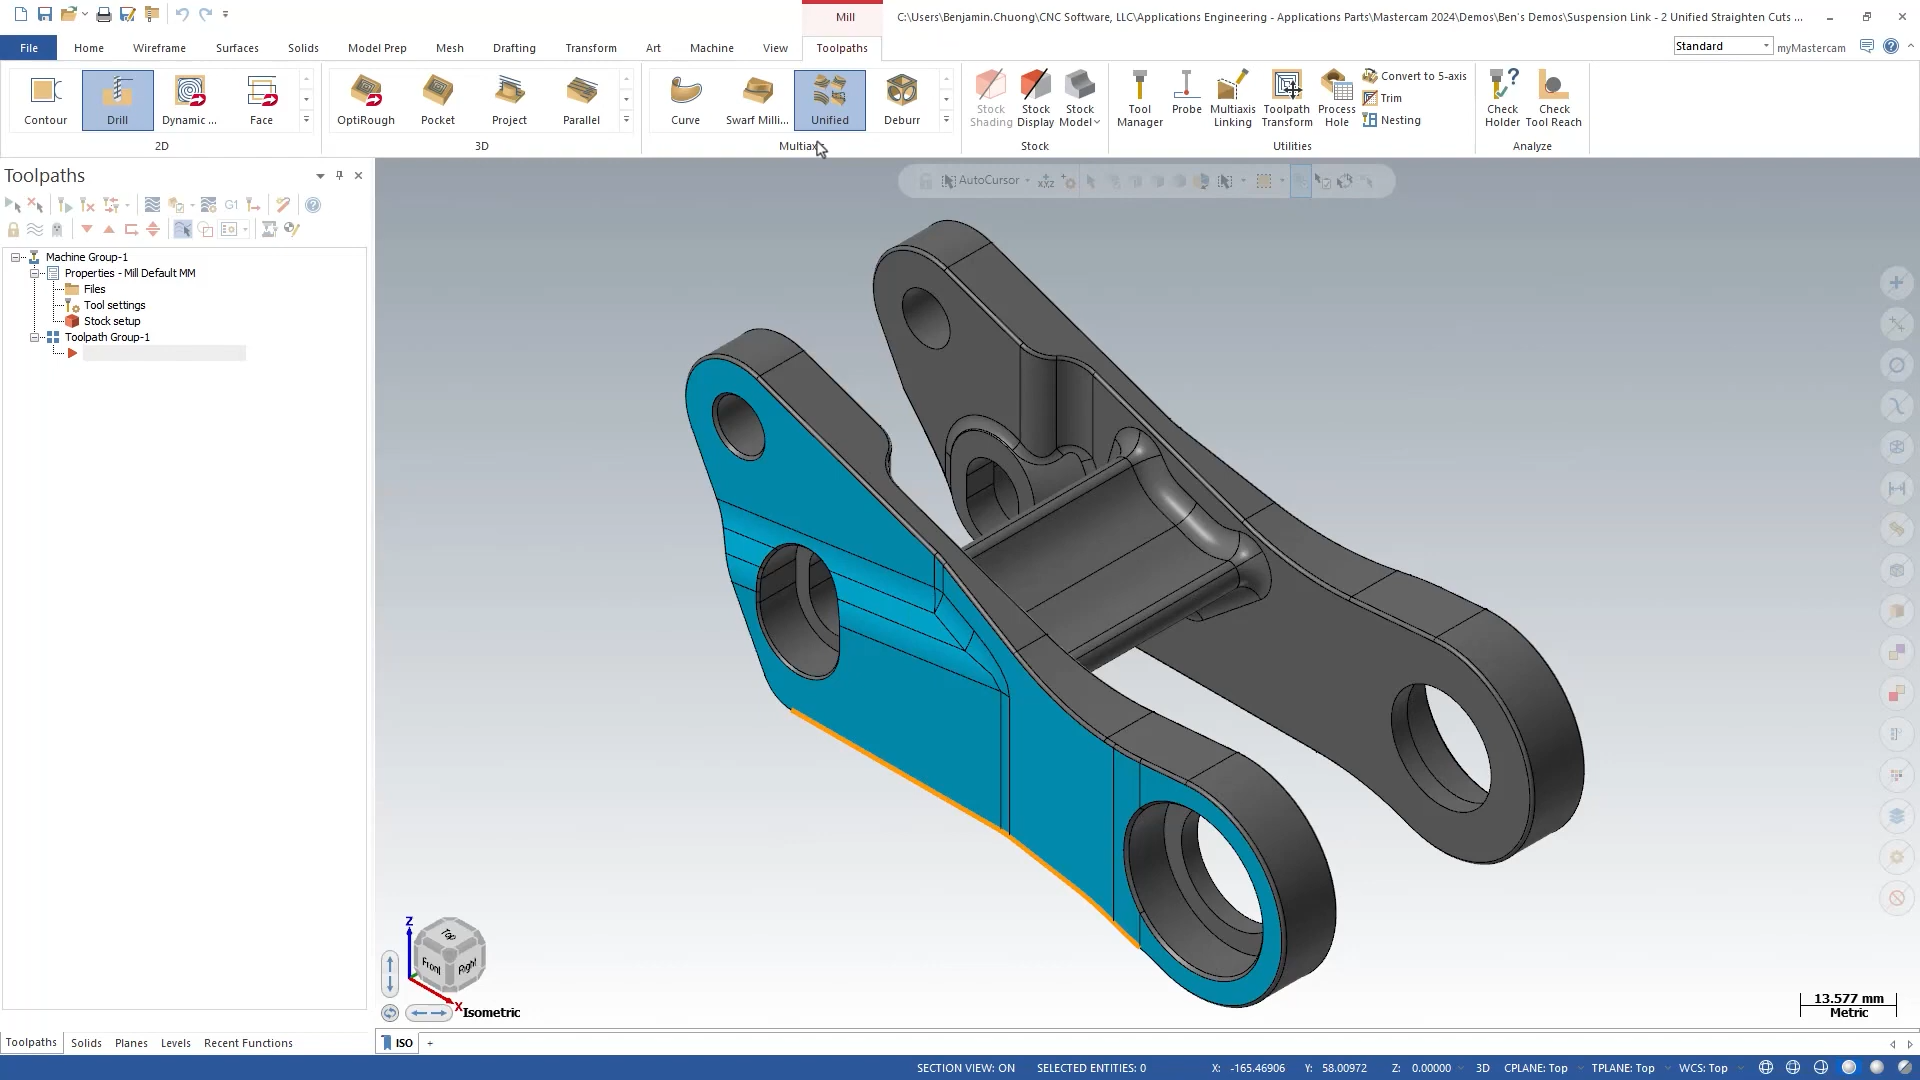 Mill
C:\Users\Benjamin.Chuong\CNC Software, LLC\Applications Engineering - Applications Parts\Mastercam 2024\Demos\Ben's Demos\Suspension Link - 2 Unified Straighten Cuts ...
File Home Wireframe Surfaces Solids Model Prep Mesh Drafting Transform Art Machine View Toolpaths
Standard
myMastercam
Contour Drill Dynamic ... Face
2D
OptiRough Pocket Project Parallel
3D
Curve Swarf Milli... Unified Deburr
Stock Shading
Stock Display
Stock Model
Stock
Tool Manager
Probe
Multiaxis Linking
Toolpath Transform
Process Hole
Convert to 5-axis
Trim
Nesting
Utilities
Check Holder
Check Tool Reach
Analyze
Toolpaths
G1
AutoCursor
XYZ
Machine Group-1
Properties - Mill Default MM
Files
Tool settings
Stock setup
Toolpath Group-1
Z
Top
Front
Right
X
Isometric
13.577 mm
Metric
Toolpaths Solids Planes Levels Recent Functions
ISO +
SECTION VIEW: ON SELECTED ENTITIES: 0 X: -165.46906 Y: 58.00972 Z: 0.00000 3D CPLANE: Top TPLANE: Top WCS: Top